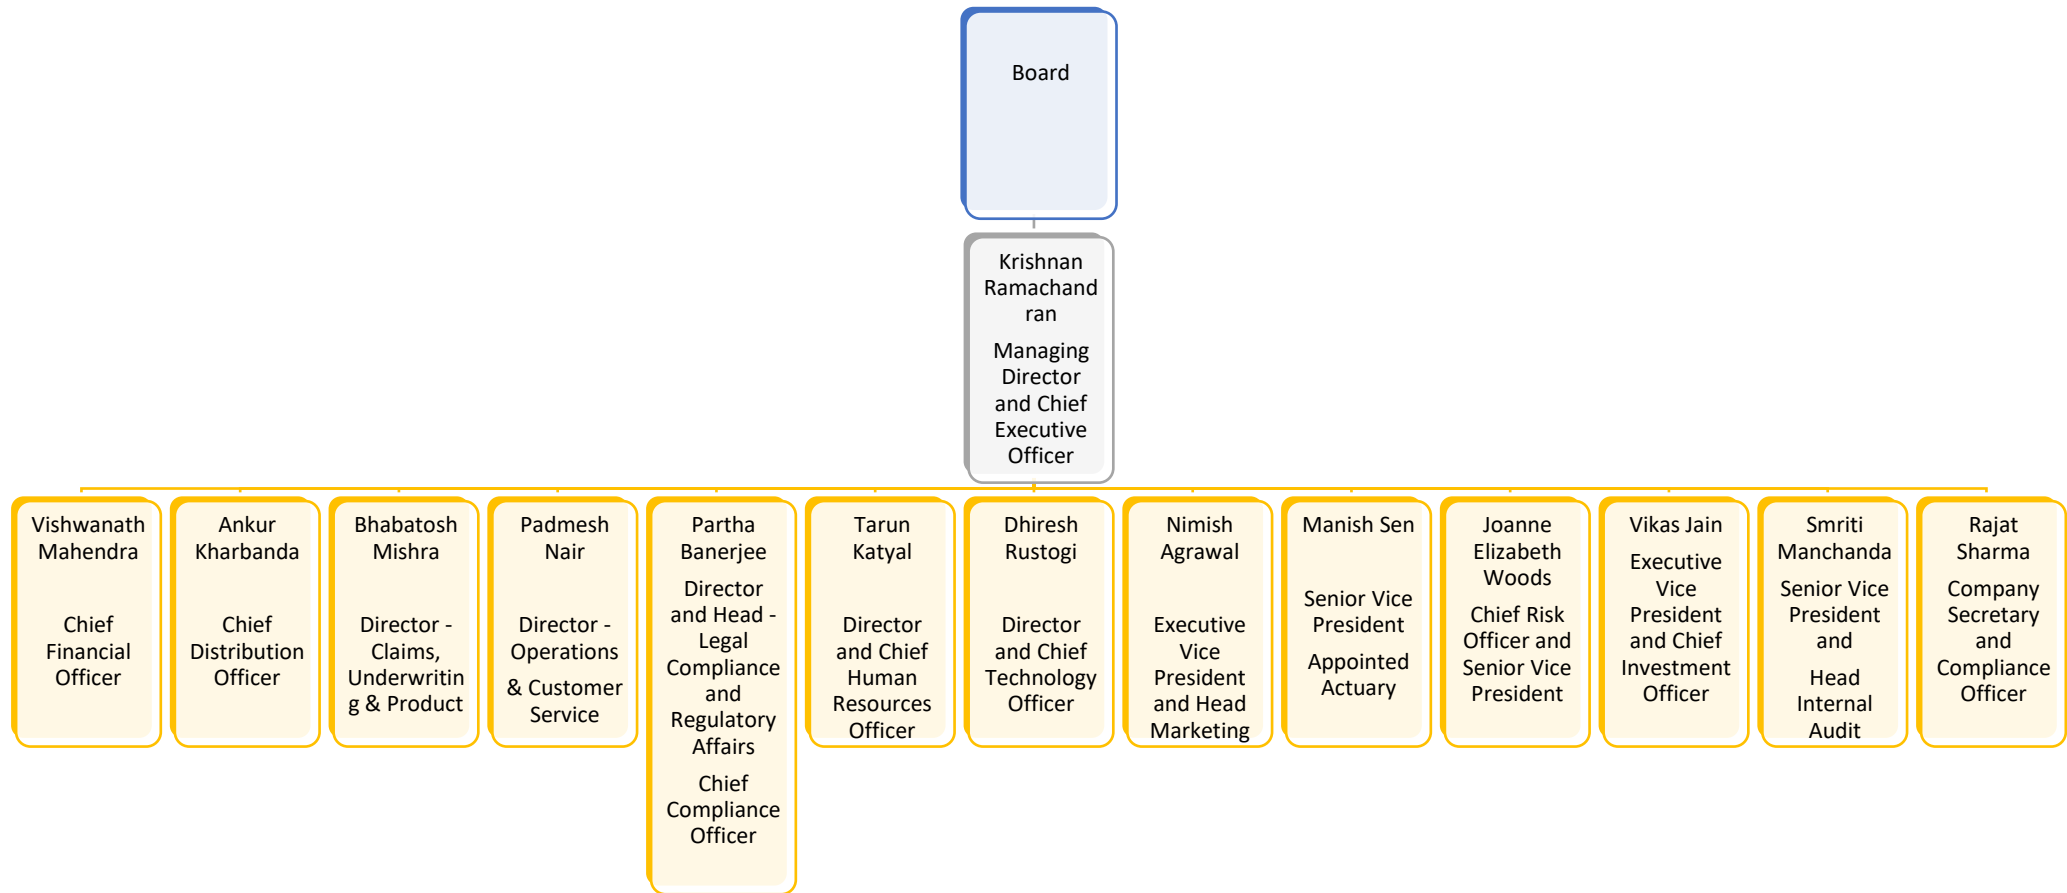 Board
Krishnan
Ramachand
ran
Managing
Director
and Chief
Executive
Officer
Vishwanath
Mahendra
Chief
Financial
Officer
Ankur
Kharbanda
Chief
Distribution
Officer
Bhabatosh
Mishra
Director -
Claims,
Underwritin
g & Product
Padmesh
Nair
Director -
Operations
& Customer
Service
Partha
Banerjee
Director
and Head -
Legal
Compliance
and
Regulatory
Affairs
Chief
Compliance
Officer
Tarun
Katyal
Director
and Chief
Human
Resources
Officer
Dhiresh
Rustogi
Director
and Chief
Technology
Officer
Nimish
Agrawal
Executive
Vice
President
and Head
Marketing
Manish Sen
Senior Vice
President
Appointed
Actuary
Joanne
Elizabeth
Woods
Chief Risk
Officer and
Senior Vice
President
Vikas Jain
Executive
Vice
President
and Chief
Investment
Officer
Smriti
Manchanda
Senior Vice
President
and
Head
Internal
Audit
Rajat
Sharma
Company
Secretary
and
Compliance
Officer